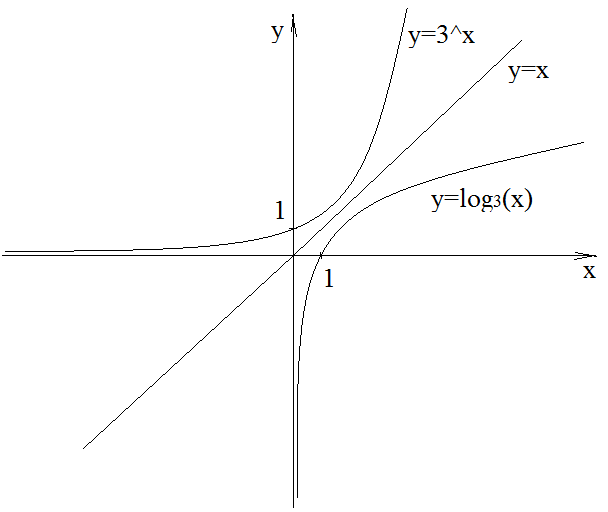 y
y=3^x
y=x
y=log₃(x)
1
x
1